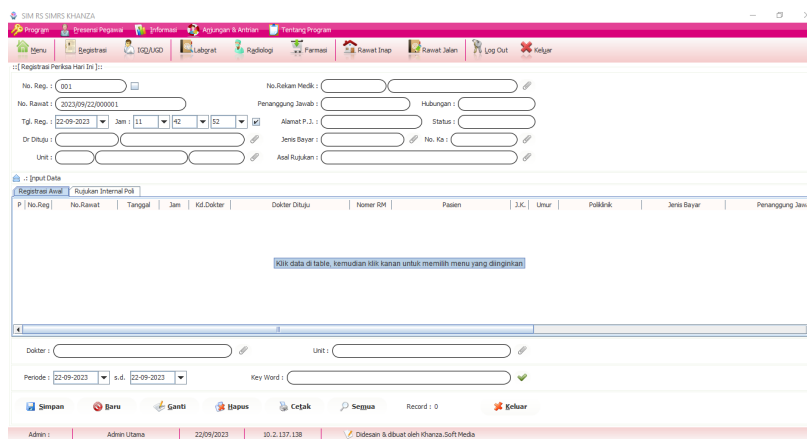 SIM RS SIMRS KHANZA
Program Presensi Pegawai Informasi Anjungan & Antrian Tentang Program
Menu Registrasi IGD/UGD Laborat Radiologi Farmasi Rawat Inap Rawat Jalan Log Out Keluar
::[ Registrasi Periksa Hari Ini ]::
No. Reg. : 001 No.Rekam Medik :
No. Rawat : 2023/09/22/000001 Penanggung Jawab : Hubungan :
Tgl. Reg. : 22-09-2023 Jam : 11 42 52 Alamat P.J. : Status :
Dr Dituju : Jenis Bayar : No. Ka :
Unit : Asal Rujukan :
.: Input Data
Registrasi Awal Rujukan Internal Poli
P No.Reg No.Rawat Tanggal Jam Kd.Dokter Dokter Dituju Nomer RM Pasien J.K. Umur Poliklinik Jenis Bayar Penanggung Jaw
Klik data di table, kemudian klik kanan untuk memilih menu yang diinginkan
Dokter : Unit :
Periode : 22-09-2023 s.d. 22-09-2023 Key Word :
Simpan Baru Ganti Hapus Cetak Semua Record : 0 Keluar
Admin : Admin Utama 22/09/2023 10.2.137.138 Didesain & dibuat oleh Khanza.Soft Media